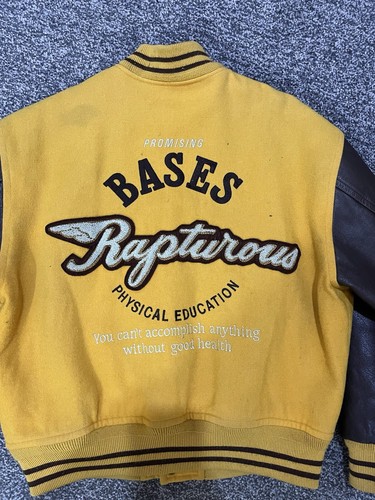 PROMISING
BASES
Rapturous
PHYSICAL EDUCATION
You can't accomplish anything
without good health